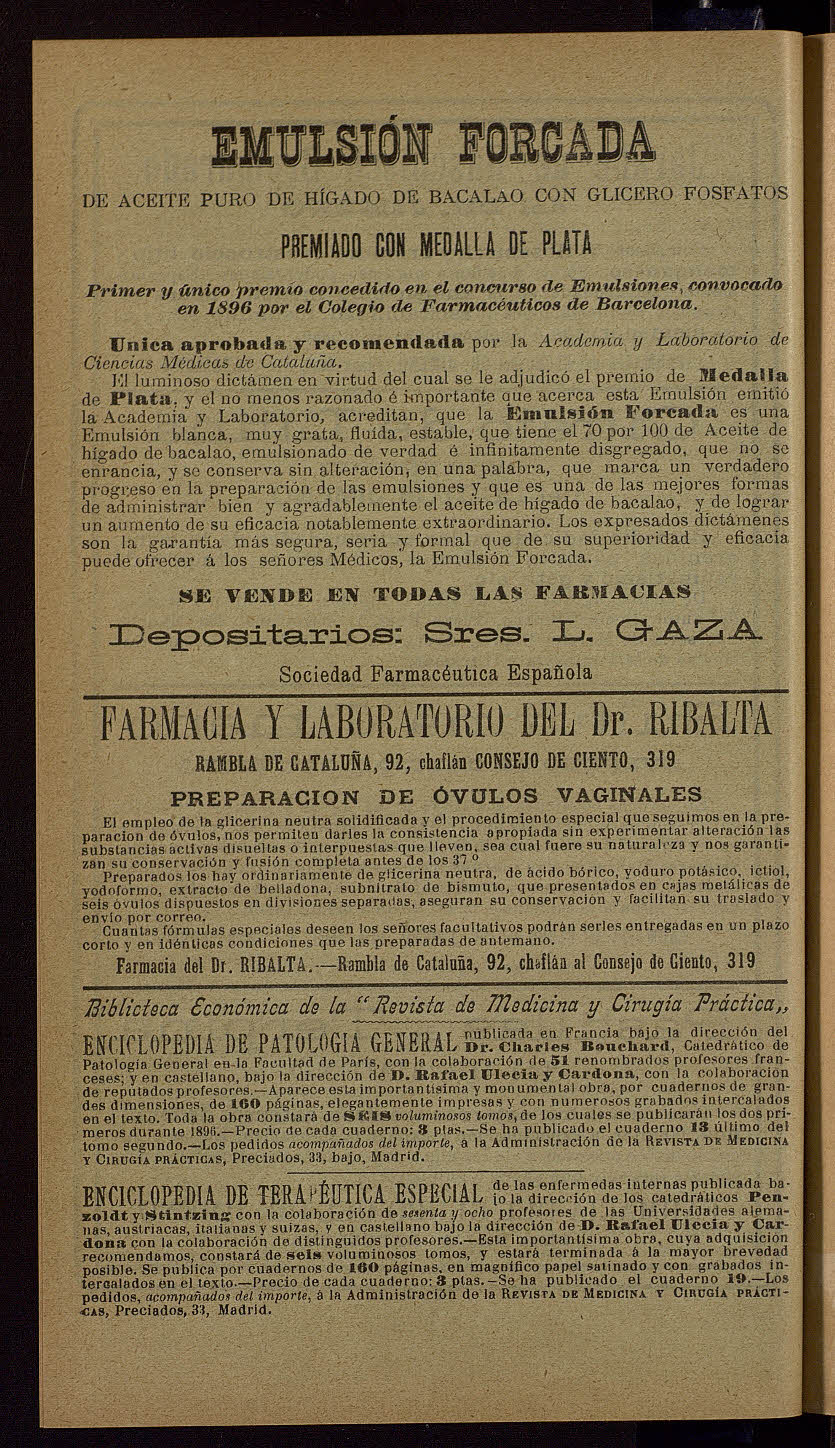 EMULSIÓN FORCADA
DE ACEITE PURO DE HÍGADO DE BACALAO CON GLICERO FOSFATOS
PREMIADO CON MEDALLA DE PLATA
Primer y único premio concedido en el concurso de Emulsiones, convocado
en 1896 por el Colegio de Farmacéuticos de Barcelona.
Unica aprobada y recomendada por la Academia y Laboratorio de
Ciencias Médicas de Cataluña.
El luminoso dictámen en virtud del cual se le adjudicó el premio de Medalla
de Plata, y el no menos razonado é importante que acerca esta Emulsión emitió
la Academia y Laboratorio, acreditan, que la Emulsión Forcada es una
Emulsión blanca, muy grata, fluída, estable, que tiene el 70 por 100 de Aceite de
hígado de bacalao, emulsionado de verdad é infinitamente disgregado, que no se
enrancia, y se conserva sin alteración; en una palabra, que marca un verdadero
progreso en la preparación de las emulsiones y que es una de las mejores formas
de administrar bien y agradablemente el aceite de hígado de bacalao, y de lograr
un aumento de su eficacia notablemente extraordinario. Los expresados dictámenes
son la garantía más segura, seria y formal que de su superioridad y eficacia
puede ofrecer á los señores Médicos, la Emulsión Forcada.
SE VENDE EN TODAS LAS FARMACIAS
Depositarios: Sres. L. GAZA
Sociedad Farmacéutica Española
FARMACIA Y LABORATORIO DEL Dr. RIBALTA
RAMBLA DE CATALUÑA, 92, chaflán CONSEJO DE CIENTO, 319
PREPARACION DE ÓVULOS VAGINALES
El empleo de la glicerina neutra solidificada y el procedimiento especial que seguimos en la pre-
paracion de óvulos, nos permiten darles la consistencia apropiada sin experimentar alteración las
substancias activas disueltas ó interpuestas que lleven, sea cual fuere su naturaleza y nos garanti-
zan su conservación y fusión completa antes de los 37 º
Preparados los hay ordinariamente de glicerina neutra, de ácido bórico, yoduro potásico, ictiol,
yodoformo, extracto de belladona, subnitrato de bismuto, que presentados en cajas metálicas de
seis óvulos dispuestos en divisiones separadas, aseguran su conservación y facilitan su traslado y
envío por correo.
Cuantas fórmulas especiales deseen los señores facultativos podrán serles entregadas en un plazo
corto y en idénticas condiciones que las preparadas de antemano.
Farmacia del Dr. RIBALTA.—Rambla de Cataluña, 92, chaflán al Consejo de Ciento, 319
Biblioteca Económica de la "Revista de Medicina y Cirugía Práctica„
ENCICLOPEDIA DE PATOLOGIA GENERAL publicada en Francia bajo la dirección del
Dr. Charles Bouchard, Catedrático de
Patología General en la Facultad de París, con la colaboración de 51 renombrados profesores fran-
ceses; y en castellano, bajo la dirección de D. Rafael Ulecia y Cardona, con la colaboración
de reputados profesores.—Aparece esta importantísima y monumental obra, por cuadernos de gran-
des dimensiones, de 160 páginas, elegantemente impresas y con numerosos grabados intercalados
en el texto. Toda la obra constará de SEIS voluminosos tomos, de los cuales se publicarán los dos pri-
meros durante 1896.—Precio de cada cuaderno: 3 ptas.—Se ha publicado el cuaderno 13 último del
tomo segundo.—Los pedidos acompañados del importe, á la Administración de la REVISTA DE MEDICINA
Y CIRUGÍA PRÁCTICAS, Preciados, 33, bajo, Madrid.
ENCICLOPEDIA DE TERAPÉUTICA ESPECIAL de las enfermedas internas publicada ba-
jo la dirección de los catedráticos Pen-
zoldt y Stintzing con la colaboración de sesenta y ocho profesores de las Universidades alema-
nas, austriacas, italianas y suizas, y en castellano bajo la dirección de D. Rafael Ulecia y Car-
dona con la colaboración de distinguidos profesores.—Esta importantísima obra, cuya adquisición
recomendamos, constará de seis voluminosos tomos, y estará terminada á la mayor brevedad
posible. Se publica por cuadernos de 160 páginas, en magnífico papel satinado y con grabados in-
tercalados en el texto.—Precio de cada cuaderno: 3 ptas.—Se ha publicado el cuaderno 19.—Los
pedidos, acompañados del importe, á la Administración de la REVISTA DE MEDICINA Y CIRUGÍA PRÁCTI-
CAS, Preciados, 33, Madrid.